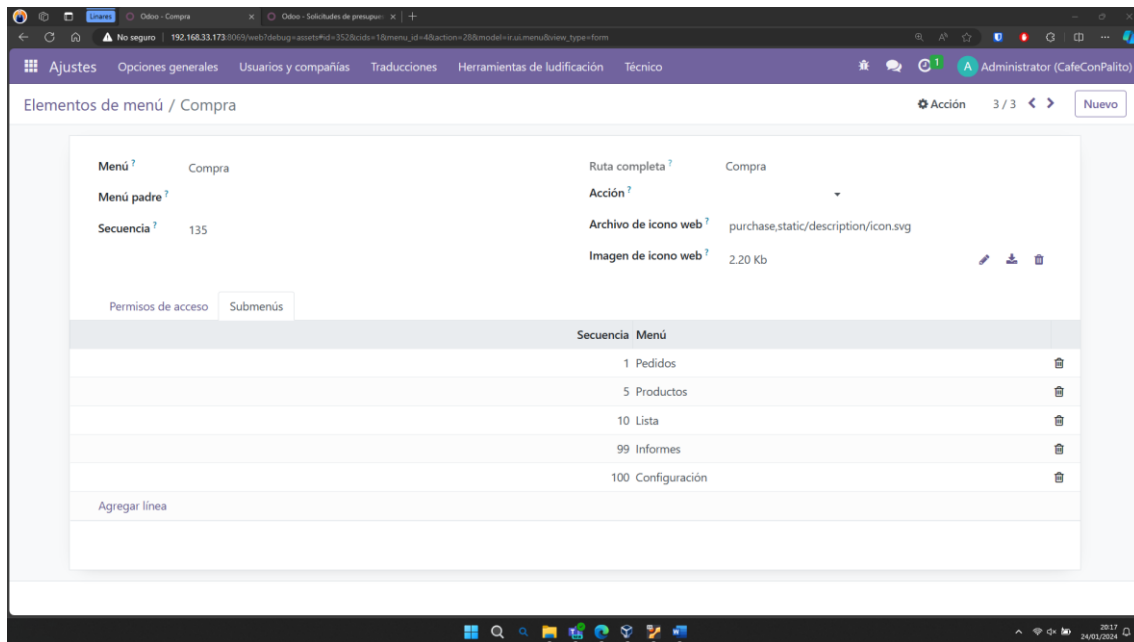 Linares Odoo - Compra Odoo - Solicitudes de presupue
No seguro 192.168.33.173:8069/web?debug=assets#id=352&cids=1&menu_id=4&action=28&model=ir.ui.menu&view_type=form
Ajustes Opciones generales Usuarios y compañías Traducciones Herramientas de ludificación Técnico 1 A Administrator (CafeConPalito)
Elementos de menú / Compra Acción 3 / 3 Nuevo
Menú ? Compra Ruta completa ? Compra
Menú padre ? Acción ?
Secuencia ? 135 Archivo de icono web ? purchase,static/description/icon.svg
Imagen de icono web ? 2.20 Kb
Permisos de acceso Submenús
Secuencia Menú
1 Pedidos
5 Productos
10 Lista
99 Informes
100 Configuración
Agregar línea
20:17
24/01/2024